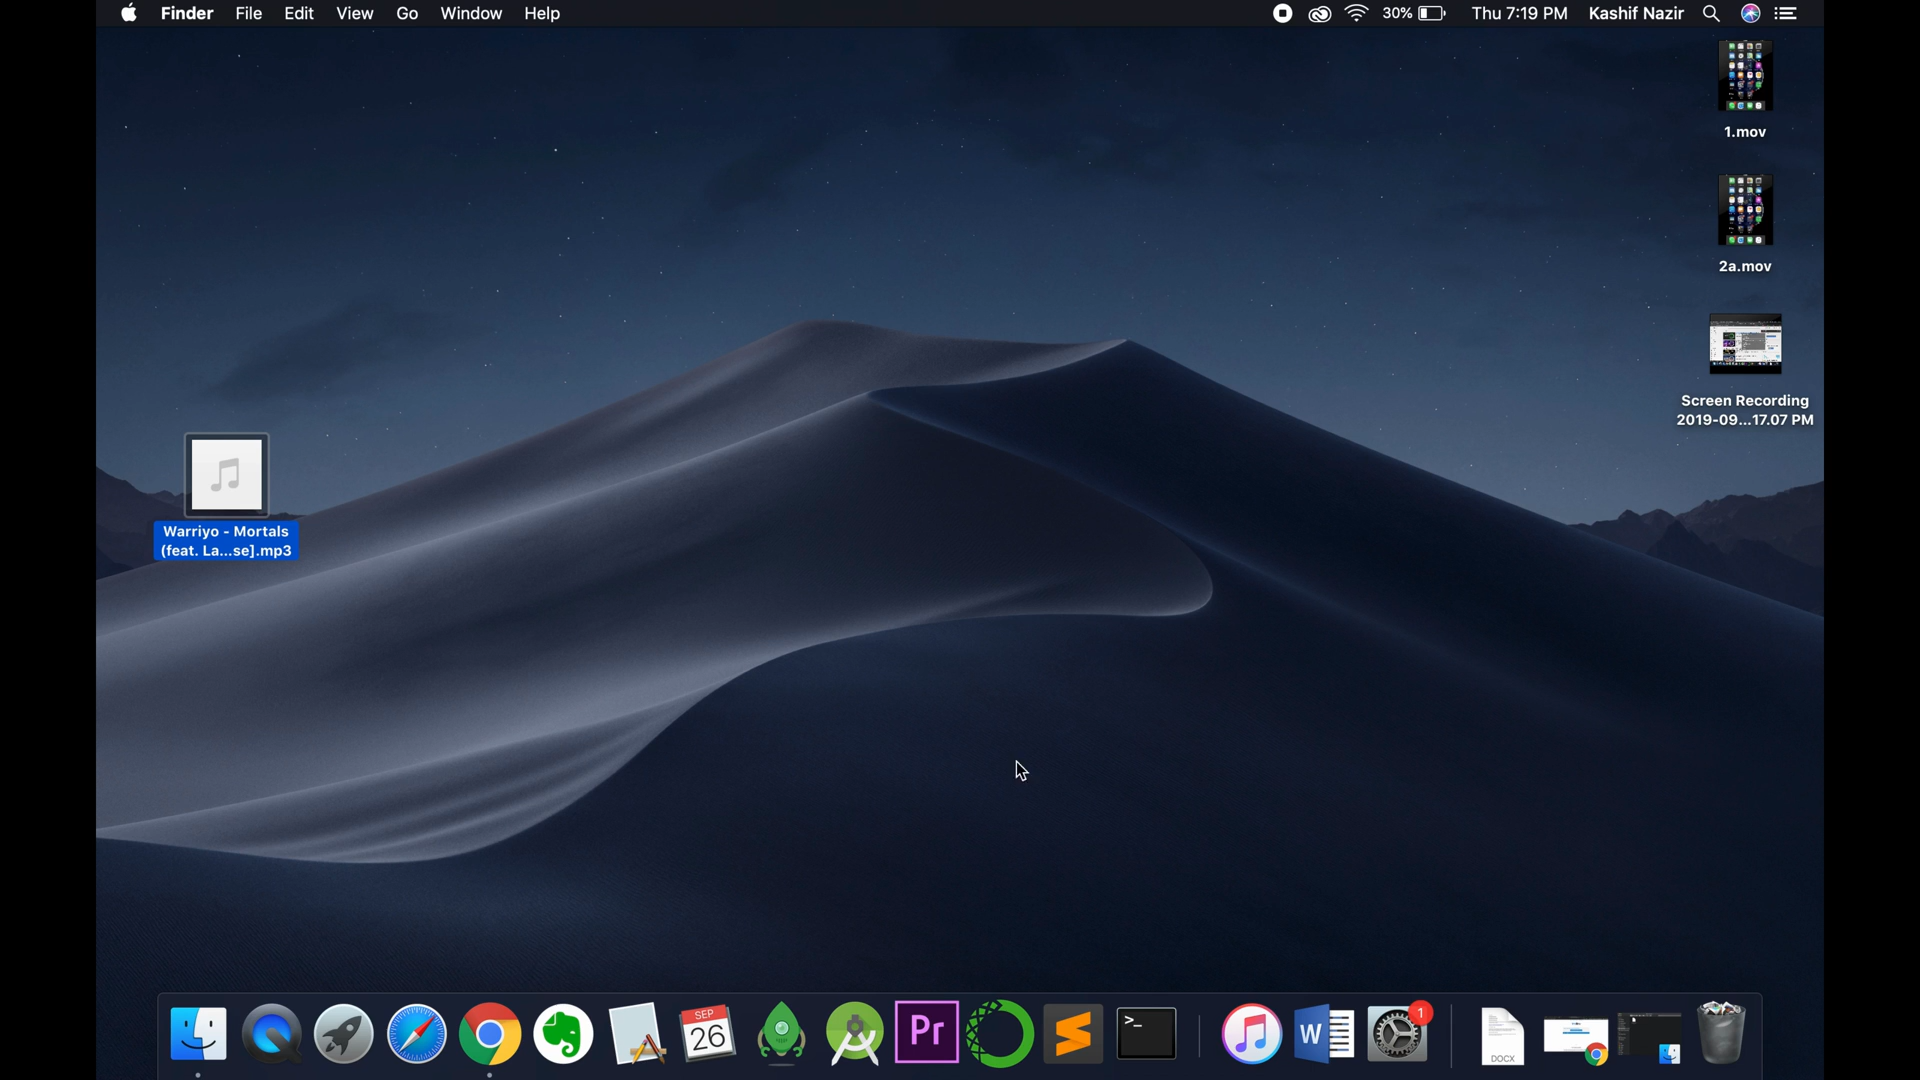 Finder File Edit View Go Window Help 30% Thu 7:19 PM Kashif Nazir
1.mov
2a.mov
Screen Recording
2019-09...17.07 PM
Warriyo - Mortals
(feat. La...se].mp3
SEP
26
Pr
>_
W
1
DOCX